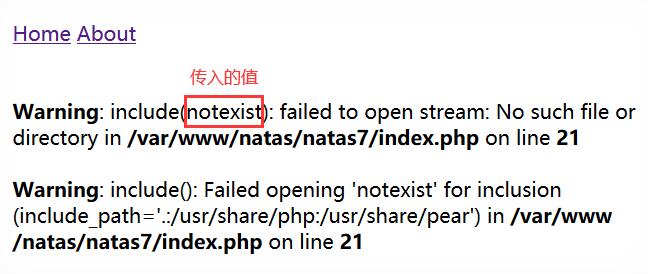 Home About
传入的值
Warning: include(notexist): failed to open stream: No such file or
directory in /var/www/natas/natas7/index.php on line 21
Warning: include(): Failed opening 'notexist' for inclusion
(include_path='.:/usr/share/php:/usr/share/pear') in /var/www
/natas/natas7/index.php on line 21